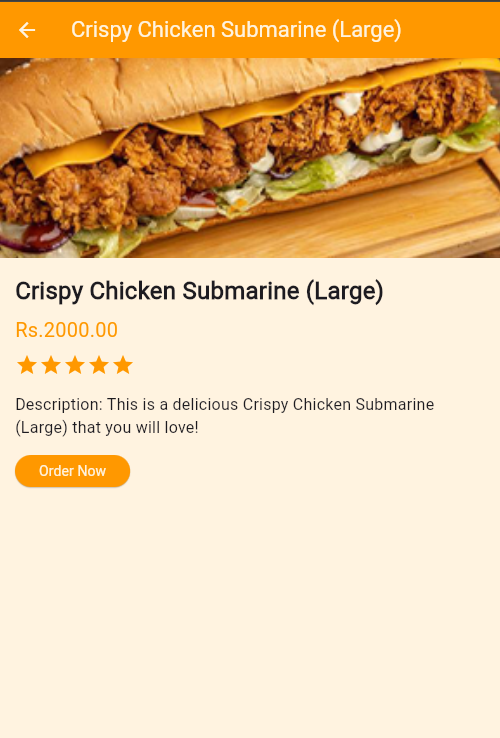 Crispy Chicken Submarine (Large)
Crispy Chicken Submarine (Large)
Rs.2000.00
Description: This is a delicious Crispy Chicken Submarine
(Large) that you will love!
Order Now